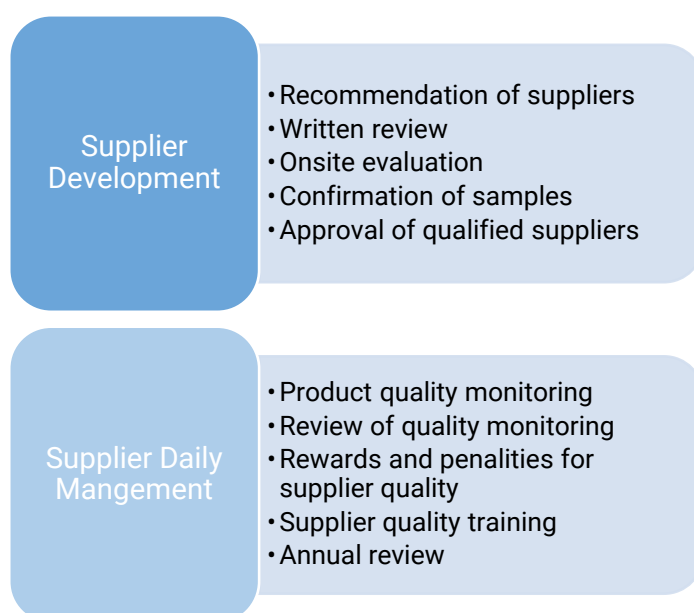 Supplier
Development
•Recommendation of suppliers
•Written review
•Onsite evaluation
•Confirmation of samples
•Approval of qualified suppliers
Supplier Daily
Mangement
•Product quality monitoring
•Review of quality monitoring
•Rewards and penalities for
supplier quality
•Supplier quality training
•Annual review